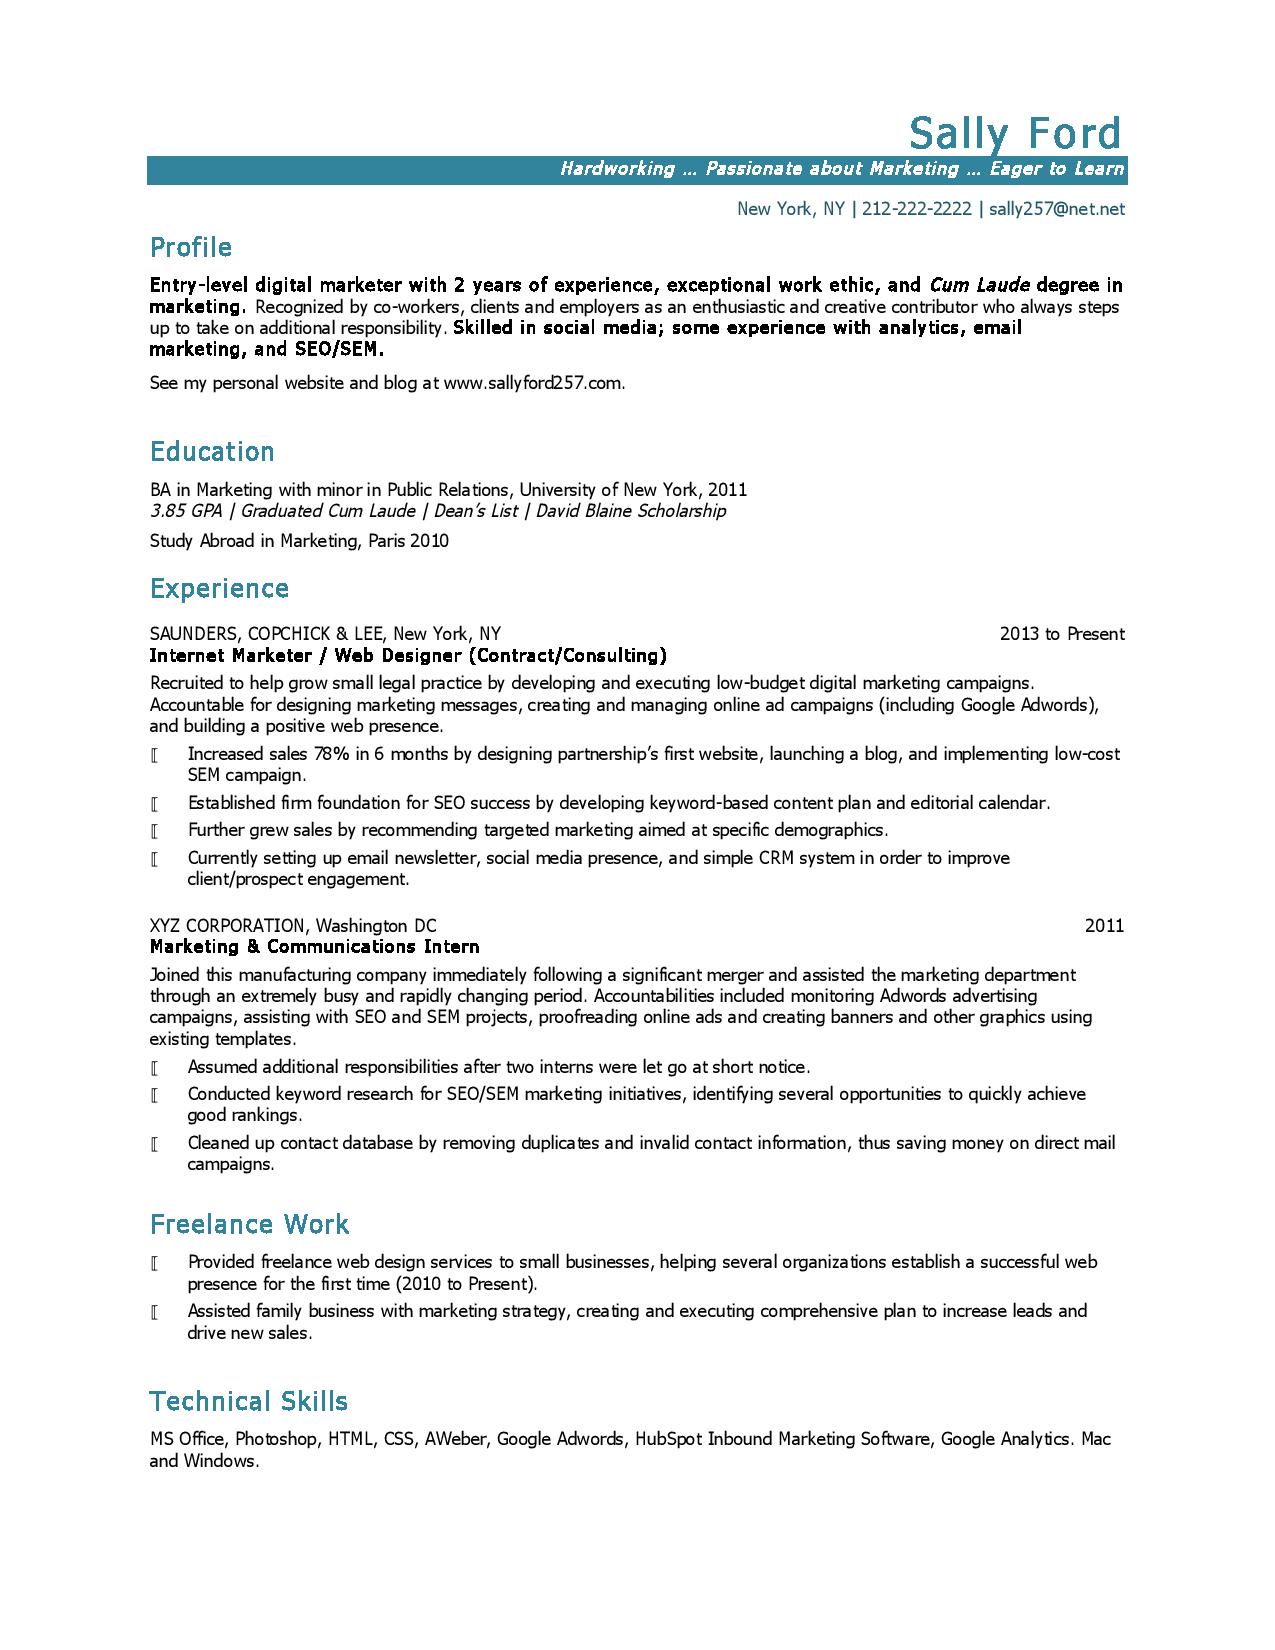 Sally Ford
Hardworking ... Passionate about Marketing ... Eager to Learn
New York, NY | 212-222-2222 | sally257@net.net
Profile
Entry-level digital marketer with 2 years of experience, exceptional work ethic, and Cum Laude degree in
marketing. Recognized by co-workers, clients and employers as an enthusiastic and creative contributor who always steps
up to take on additional responsibility. Skilled in social media; some experience with analytics, email
marketing, and SEO/SEM.
See my personal website and blog at www.sallyford257.com.
Education
BA in Marketing with minor in Public Relations, University of New York, 2011
3.85 GPA | Graduated Cum Laude | Dean’s List | David Blaine Scholarship
Study Abroad in Marketing, Paris 2010
Experience
SAUNDERS, COPCHICK & LEE, New York, NY 2013 to Present
Internet Marketer / Web Designer (Contract/Consulting)
Recruited to help grow small legal practice by developing and executing low-budget digital marketing campaigns.
Accountable for designing marketing messages, creating and managing online ad campaigns (including Google Adwords),
and building a positive web presence.
Increased sales 78% in 6 months by designing partnership’s first website, launching a blog, and implementing low-cost
SEM campaign.
Established firm foundation for SEO success by developing keyword-based content plan and editorial calendar.
Further grew sales by recommending targeted marketing aimed at specific demographics.
Currently setting up email newsletter, social media presence, and simple CRM system in order to improve
client/prospect engagement.
XYZ CORPORATION, Washington DC 2011
Marketing & Communications Intern
Joined this manufacturing company immediately following a significant merger and assisted the marketing department
through an extremely busy and rapidly changing period. Accountabilities included monitoring Adwords advertising
campaigns, assisting with SEO and SEM projects, proofreading online ads and creating banners and other graphics using
existing templates.
Assumed additional responsibilities after two interns were let go at short notice.
Conducted keyword research for SEO/SEM marketing initiatives, identifying several opportunities to quickly achieve
good rankings.
Cleaned up contact database by removing duplicates and invalid contact information, thus saving money on direct mail
campaigns.
Freelance Work
Provided freelance web design services to small businesses, helping several organizations establish a successful web
presence for the first time (2010 to Present).
Assisted family business with marketing strategy, creating and executing comprehensive plan to increase leads and
drive new sales.
Technical Skills
MS Office, Photoshop, HTML, CSS, AWeber, Google Adwords, HubSpot Inbound Marketing Software, Google Analytics. Mac
and Windows.